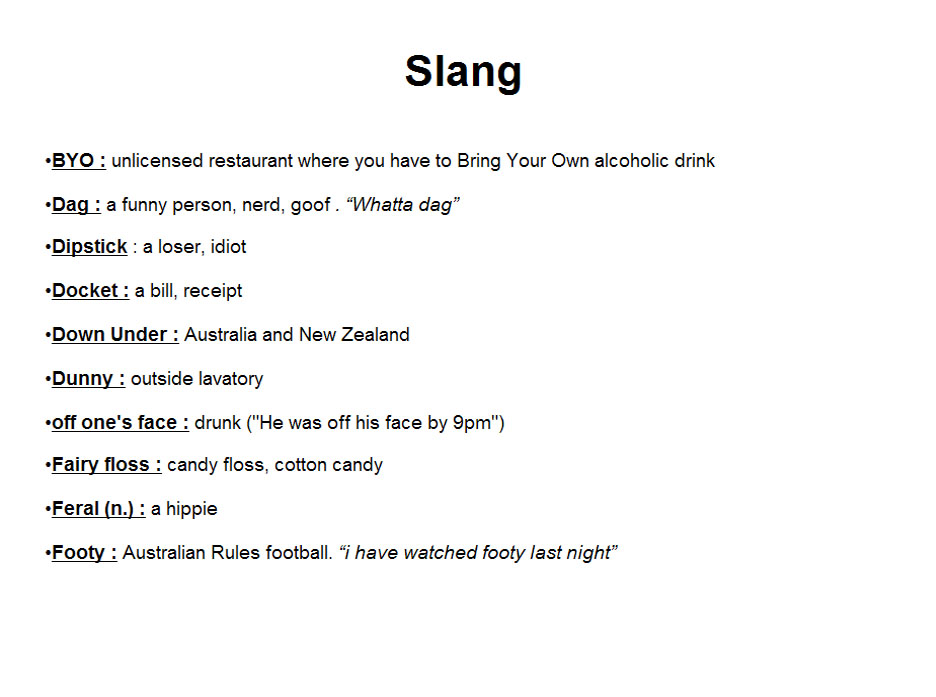 Slang
•BYO : unlicensed restaurant where you have to Bring Your Own alcoholic drink
•Dag : a funny person, nerd, goof . “Whatta dag”
•Dipstick : a loser, idiot
•Docket : a bill, receipt
•Down Under : Australia and New Zealand
•Dunny : outside lavatory
•off one's face : drunk ("He was off his face by 9pm")
•Fairy floss : candy floss, cotton candy
•Feral (n.) : a hippie
•Footy : Australian Rules football. “i have watched footy last night”